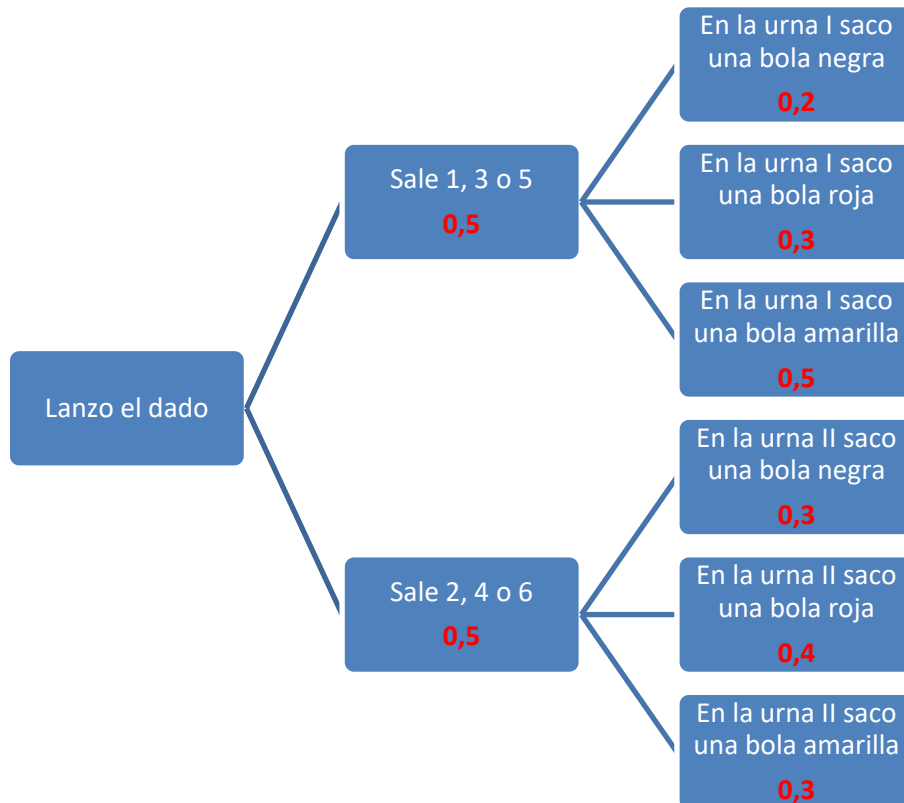 Lanzo el dado
Sale 1, 3 o 5
0,5
En la urna I saco
una bola negra
0,2
En la urna I saco
una bola roja
0,3
En la urna I saco
una bola amarilla
0,5
Sale 2, 4 o 6
0,5
En la urna II saco
una bola negra
0,3
En la urna II saco
una bola roja
0,4
En la urna II saco
una bola amarilla
0,3